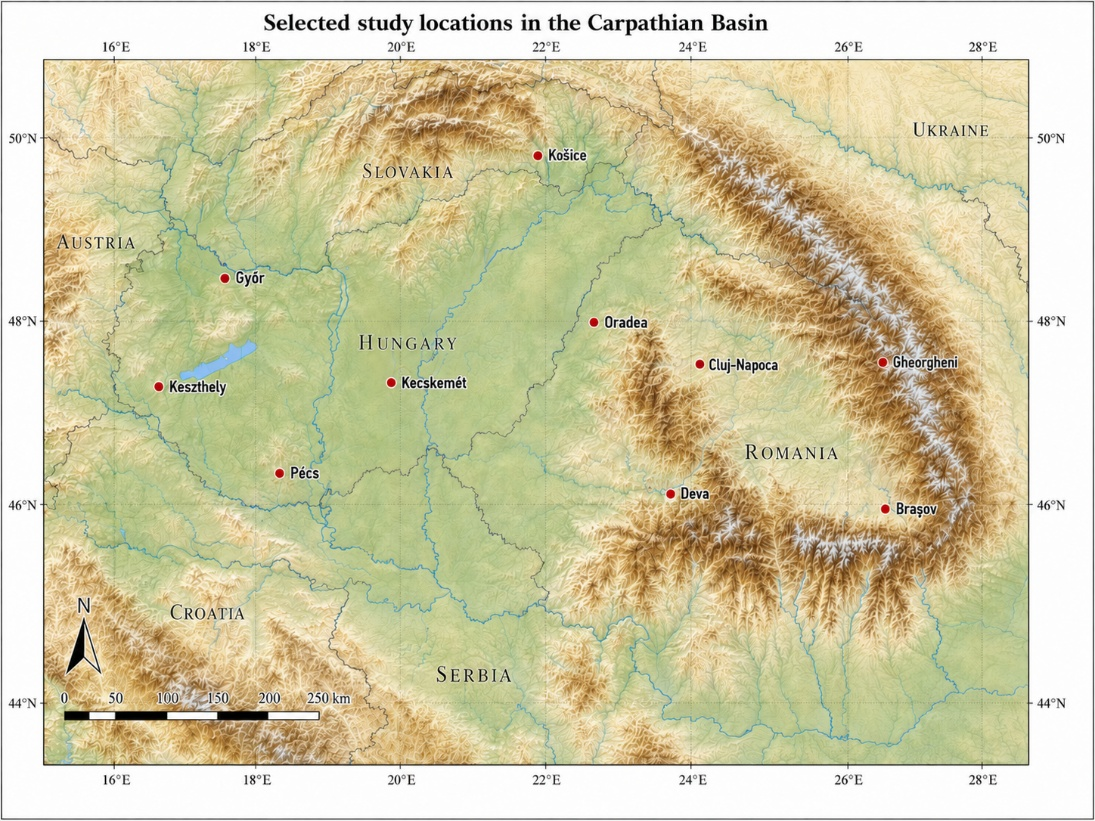 Selected study locations in the Carpathian Basin
16°E 18°E 20°E 22°E 24°E 26°E 28°E
50°N 50°N
UKRAINE
Košice
SLOVAKIA
AUSTRIA
Győr
48°N 48°N
Oradea
HUNGARY
Gheorgheni
Cluj-Napoca
Keszthely
Kecskemét
ROMANIA
Pécs
Deva
46°N 46°N
Brașov
N
CROATIA
SERBIA
0 50 100 150 200 250 km
44°N 44°N
16°E 18°E 20°E 22°E 24°E 26°E 28°E